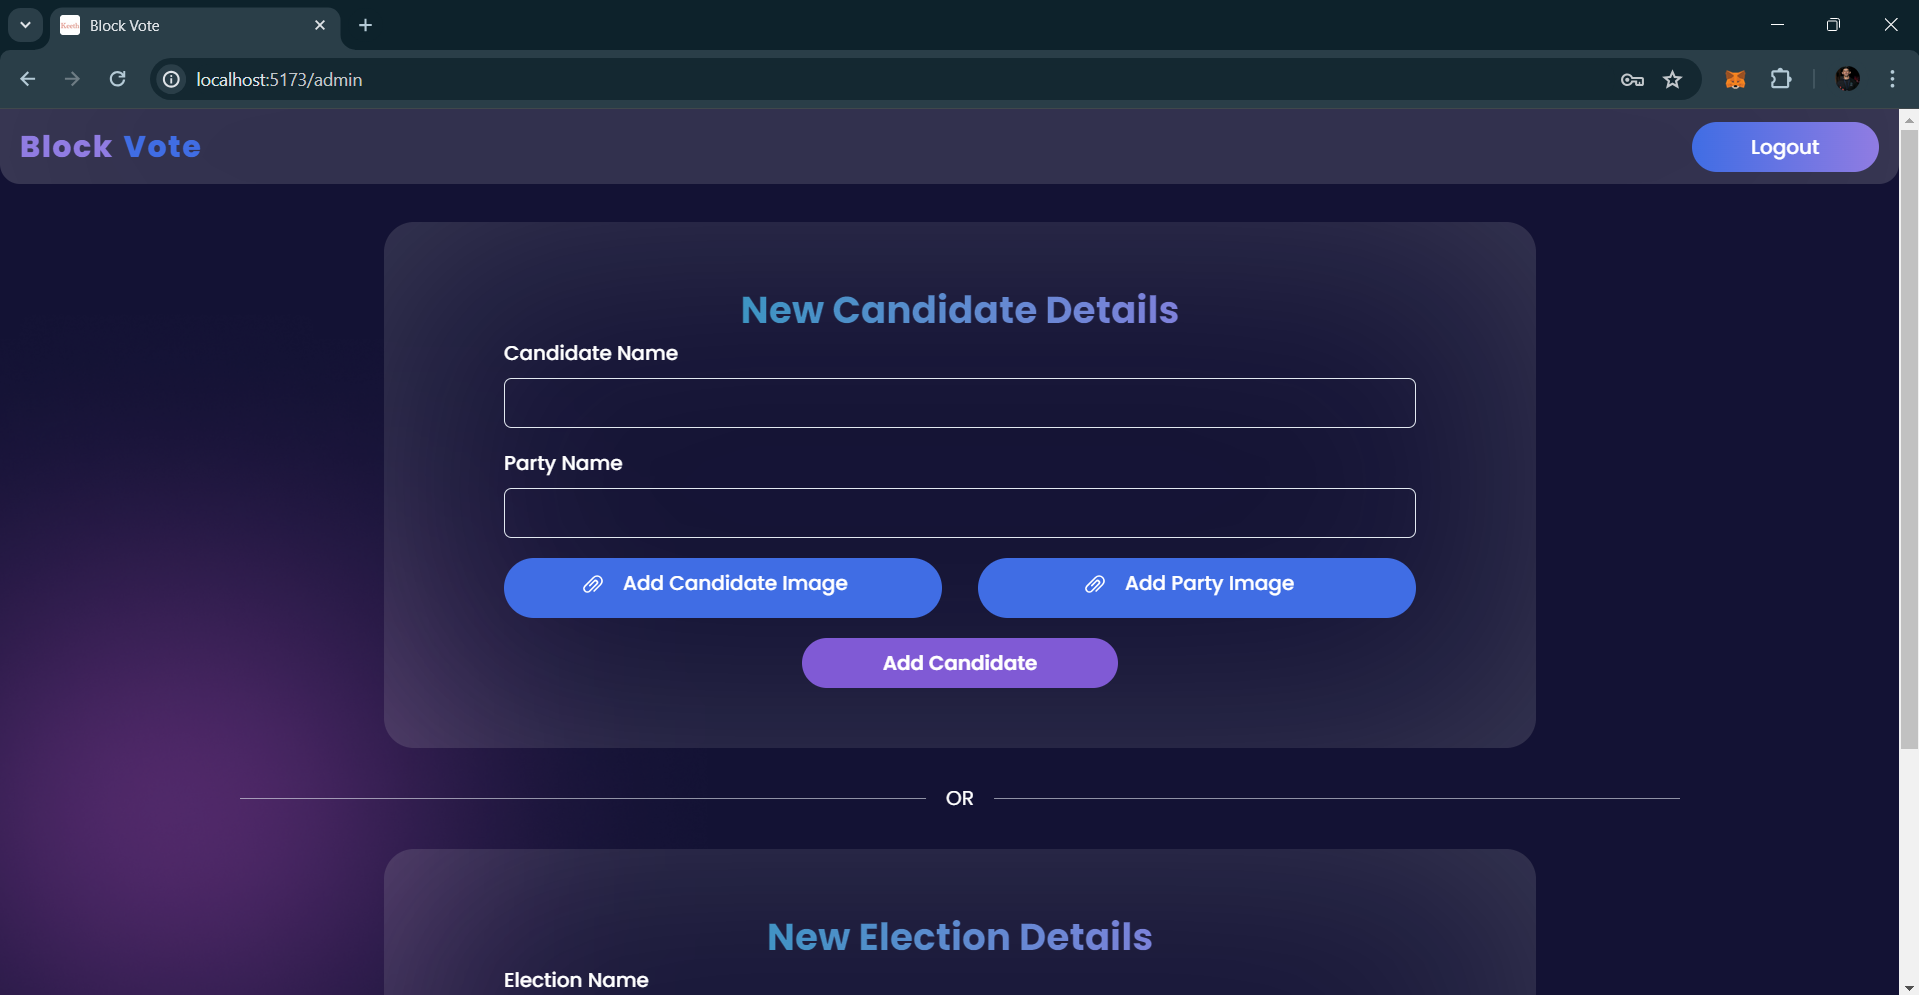 Block Vote
localhost:5173/admin
Block Vote
Logout
New Candidate Details
Candidate Name
Party Name
Add Candidate Image
Add Party Image
Add Candidate
OR
New Election Details
Election Name